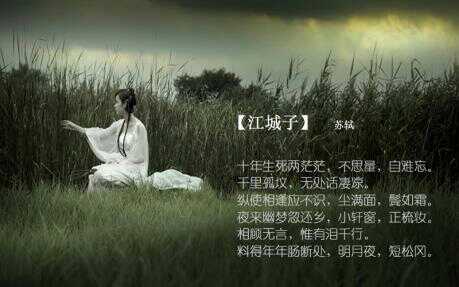 【江城子】 苏轼
十年生死两茫茫，不思量，自难忘。
千里孤坟，无处话凄凉。
纵使相逢应不识，尘满面，鬓如霜。
夜来幽梦忽还乡，小轩窗，正梳妆。
相顾无言，惟有泪千行。
料得年年肠断处，明月夜，短松冈。